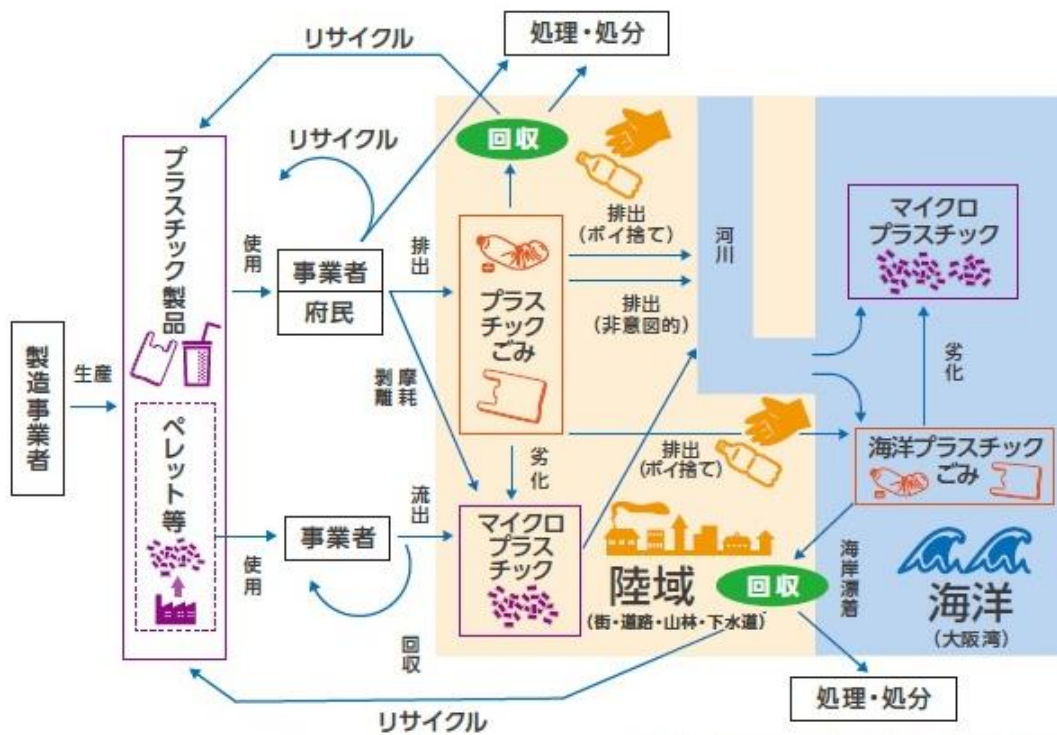 リサイクル
処理・処分
リサイクル
回収
プラスチック製品
使用
事業者
府民
排出
プラス
チック
ごみ
排出
(ポイ捨て)
排出
(非意図的)
河川
マイクロ
プラスチック
製造事業者
生産
摩耗
剥離
劣化
劣化
排出
(ポイ捨て)
海洋プラスチック
ごみ
ペレット等
使用
事業者
流出
回収
マイクロ
プラス
チック
陸域
(街・道路・山林・下水道)
回収
海岸漂着
海洋
(大阪湾)
処理・処分
リサイクル